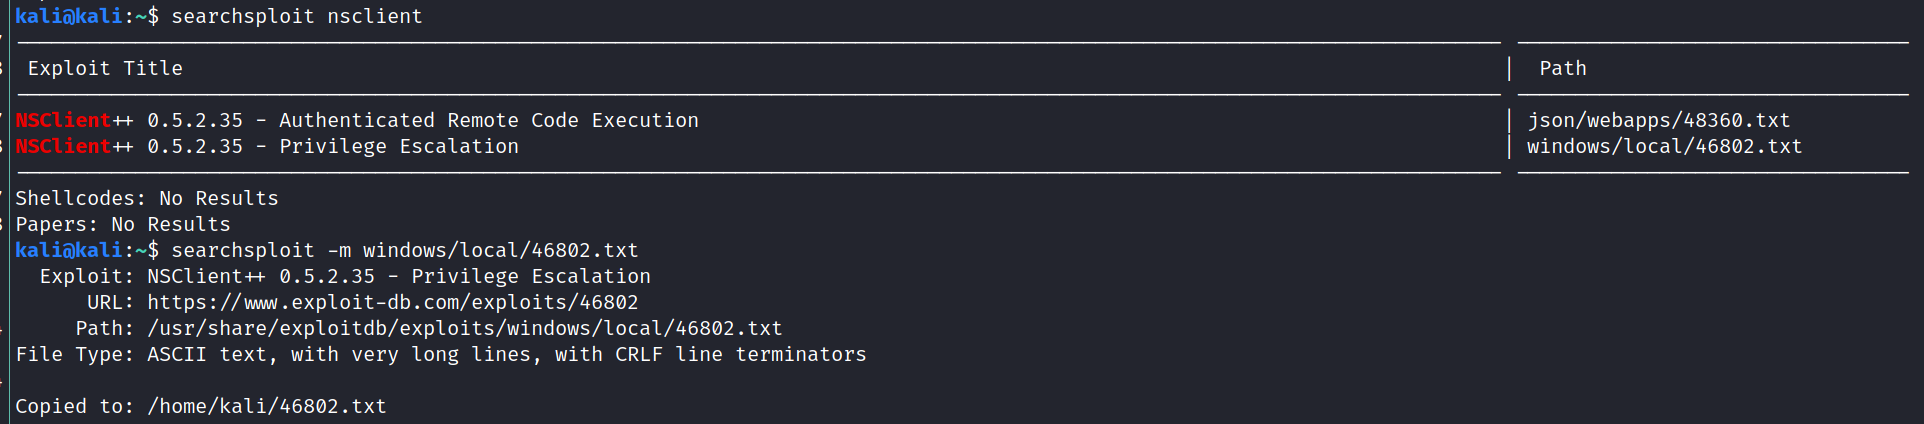 kali@kali:~$ searchsploit nsclient
Exploit Title | Path
NSClient++ 0.5.2.35 - Authenticated Remote Code Execution | json/webapps/48360.txt
NSClient++ 0.5.2.35 - Privilege Escalation | windows/local/46802.txt
Shellcodes: No Results
Papers: No Results
kali@kali:~$ searchsploit -m windows/local/46802.txt
Exploit: NSClient++ 0.5.2.35 - Privilege Escalation
URL: https://www.exploit-db.com/exploits/46802
Path: /usr/share/exploitdb/exploits/windows/local/46802.txt
File Type: ASCII text, with very long lines, with CRLF line terminators
Copied to: /home/kali/46802.txt